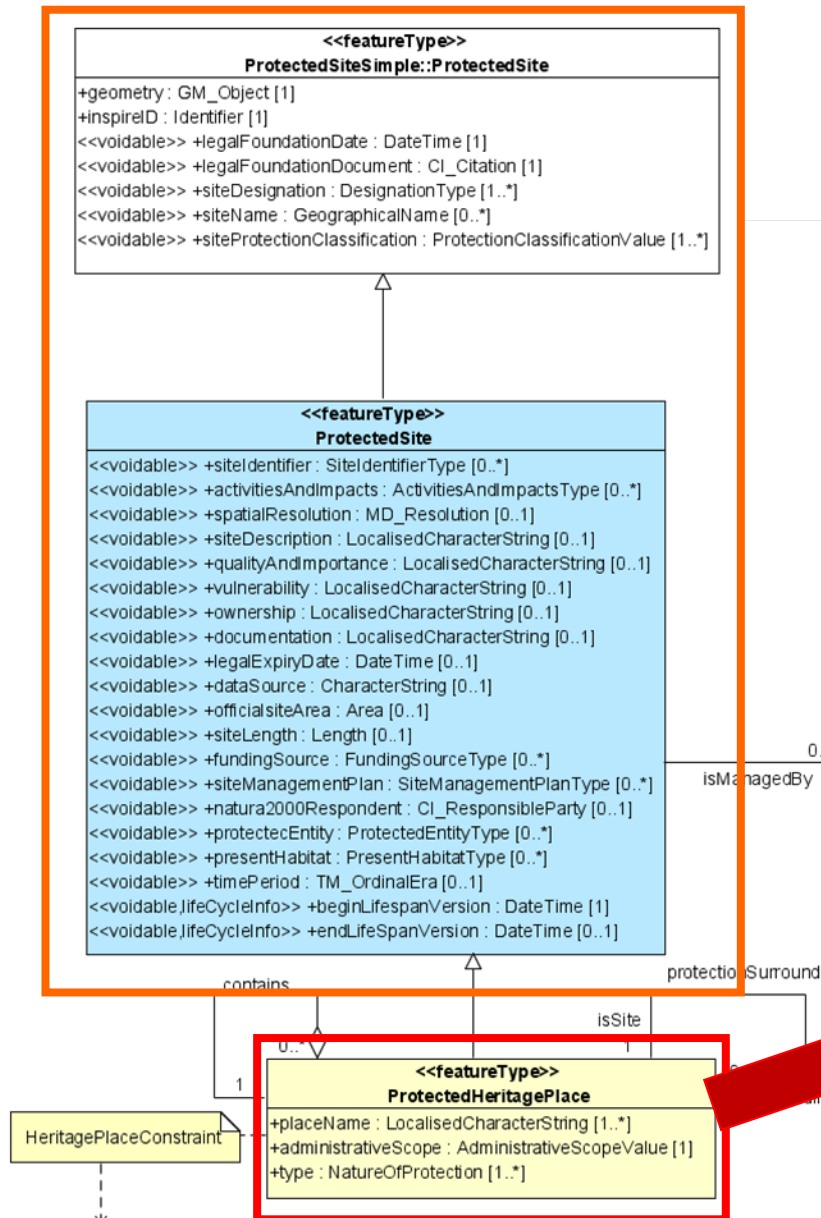 <<featureType>>
ProtectedSiteSimple::ProtectedSite
+geometry : GM_Object [1]
+inspireID : Identifier [1]
<<voidable>> +legalFoundationDate : DateTime [1]
<<voidable>> +legalFoundationDocument : CI_Citation [1]
<<voidable>> +siteDesignation : DesignationType [1..*]
<<voidable>> +siteName : GeographicalName [0..*]
<<voidable>> +siteProtectionClassification : ProtectionClassificationValue [1..*]
<<featureType>>
ProtectedSite
<<voidable>> +siteIdentifier : SiteIdentifierType [0..*]
<<voidable>> +activitiesAndImpacts : ActivitiesAndImpactsType [0..*]
<<voidable>> +spatialResolution : MD_Resolution [0..1]
<<voidable>> +siteDescription : LocalisedCharacterString [0..1]
<<voidable>> +qualityAndImportance : LocalisedCharacterString [0..1]
<<voidable>> +vulnerability : LocalisedCharacterString [0..1]
<<voidable>> +ownership : LocalisedCharacterString [0..1]
<<voidable>> +documentation : LocalisedCharacterString [0..1]
<<voidable>> +legalExpiryDate : DateTime [0..1]
<<voidable>> +dataSource : CharacterString [0..1]
<<voidable>> +officialsiteArea : Area [0..1]
<<voidable>> +siteLength : Length [0..1]
<<voidable>> +fundingSource : FundingSourceType [0..*]
<<voidable>> +siteManagementPlan : SiteManagementPlanType [0..*]
<<voidable>> +natura2000Respondent : CI_ResponsibleParty [0..1]
<<voidable>> +protectecEntity : ProtectedEntityType [0..*]
<<voidable>> +presentHabitat : PresentHabitatType [0..*]
<<voidable>> +timePeriod : TM_OrdinalEra [0..1]
<<voidable,lifeCycleInfo>> +beginLifespanVersion : DateTime [1]
<<voidable,lifeCycleInfo>> +endLifeSpanVersion : DateTime [0..1]
0.
isManagedBy
contains
protectionSurround
isSite
0..*
1
1
<<featureType>>
ProtectedHeritagePlace
+placeName : LocalisedCharacterString [1..*]
+administrativeScope : AdministrativeScopeValue [1]
+type : NatureOfProtection [1..*]
HeritagePlaceConstraint